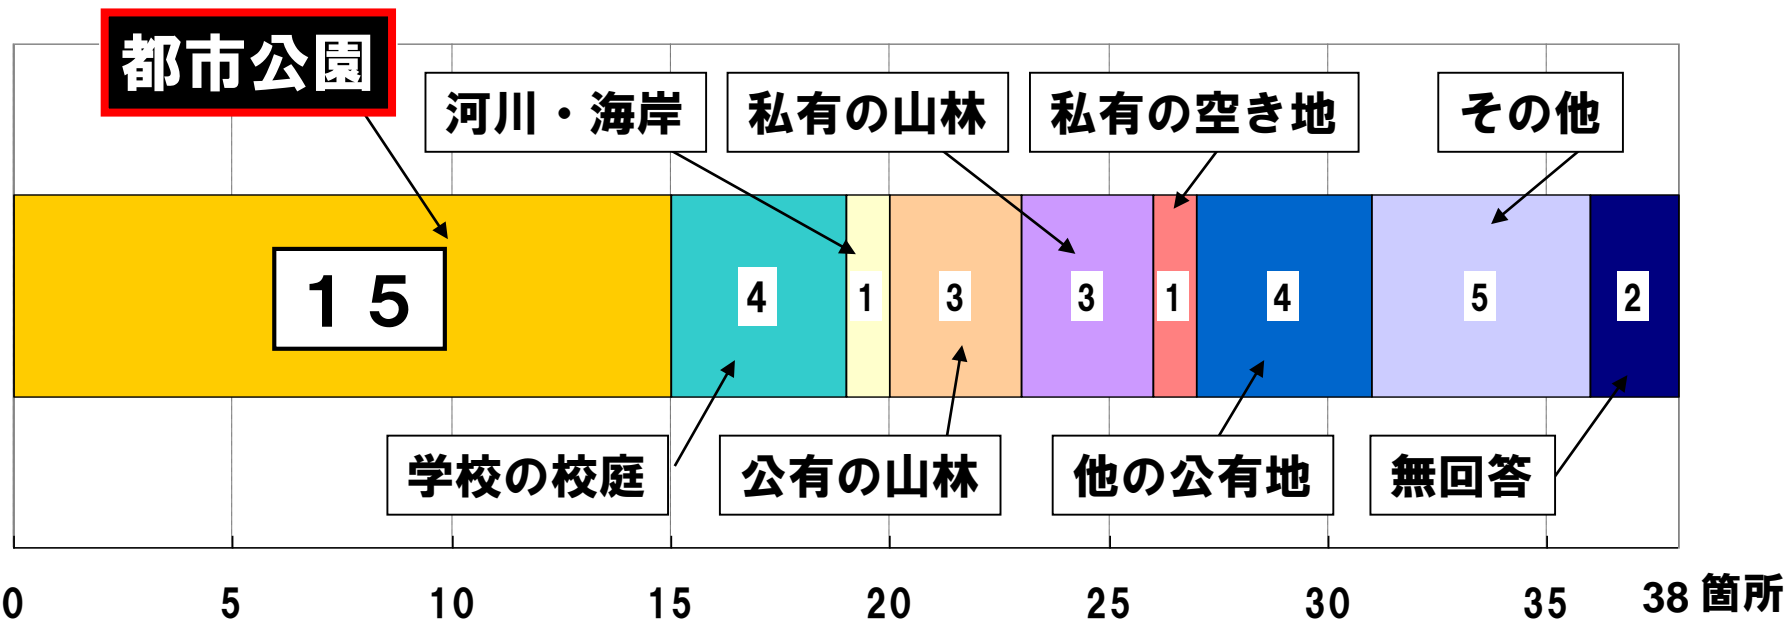 都市公園
河川・海岸
私有の山林
私有の空き地
その他
15
4
1
3
3
1
4
5
2
学校の校庭
公有の山林
他の公有地
無回答
0 5 10 15 20 25 30 35 38 箇所